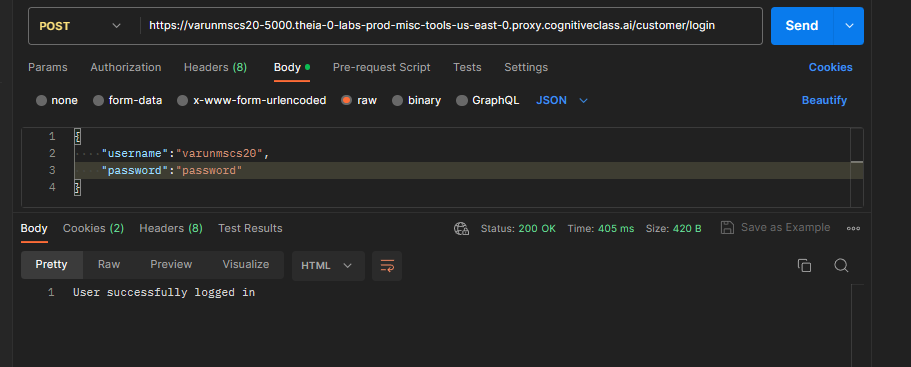 POST https://varunmscs20-5000.theia-0-labs-prod-misc-tools-us-east-0.proxy.cognitiveclass.ai/customer/login Send
Params Authorization Headers (8) Body Pre-request Script Tests Settings Cookies
none form-data x-www-form-urlencoded raw binary GraphQL JSON Beautify
1 {
2 "username":"varunmscs20",
3 "password":"password"
4 }
Body Cookies (2) Headers (8) Test Results Status: 200 OK Time: 405 ms Size: 420 B Save as Example
Pretty Raw Preview Visualize HTML
1 User successfully logged in